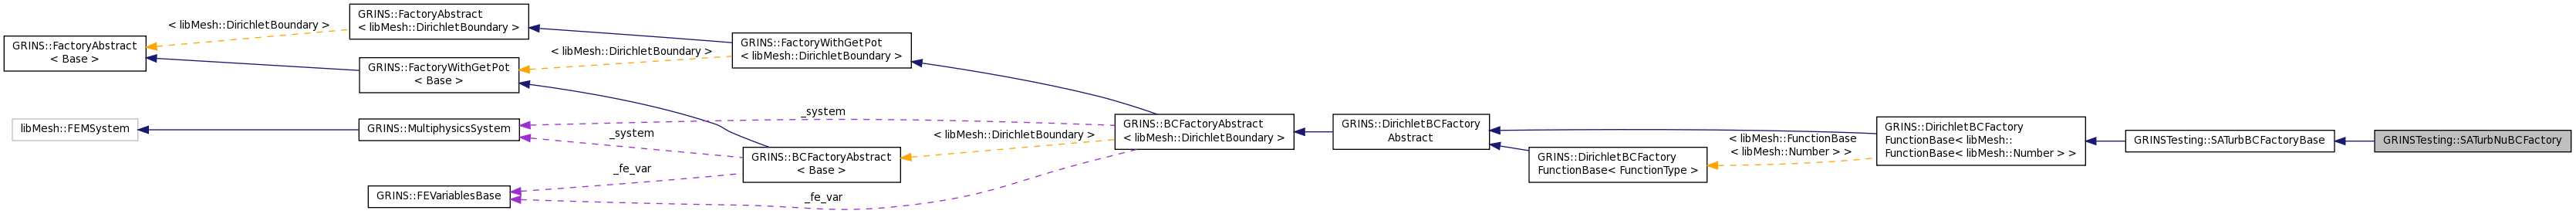 GRINS::FactoryAbstract
< Base >
< libMesh::DirichletBoundary >
GRINS::FactoryAbstract
< libMesh::DirichletBoundary >
GRINS::FactoryWithGetPot
< Base >
libMesh::FEMSystem
GRINS::MultiphysicsSystem
GRINS::FEVariablesBase
< libMesh::DirichletBoundary >
GRINS::FactoryWithGetPot
< libMesh::DirichletBoundary >
_system
_system
_fe_var
_fe_var
GRINS::BCFactoryAbstract
< Base >
< libMesh::DirichletBoundary >
GRINS::BCFactoryAbstract
< libMesh::DirichletBoundary >
GRINS::DirichletBCFactory
Abstract
GRINS::DirichletBCFactory
FunctionBase< FunctionType >
< libMesh::FunctionBase
< libMesh::Number > >
GRINS::DirichletBCFactory
FunctionBase< libMesh::
FunctionBase< libMesh::Number > >
GRINSTesting::SATurbBCFactoryBase
GRINSTesting::SATurbNuBCFactory